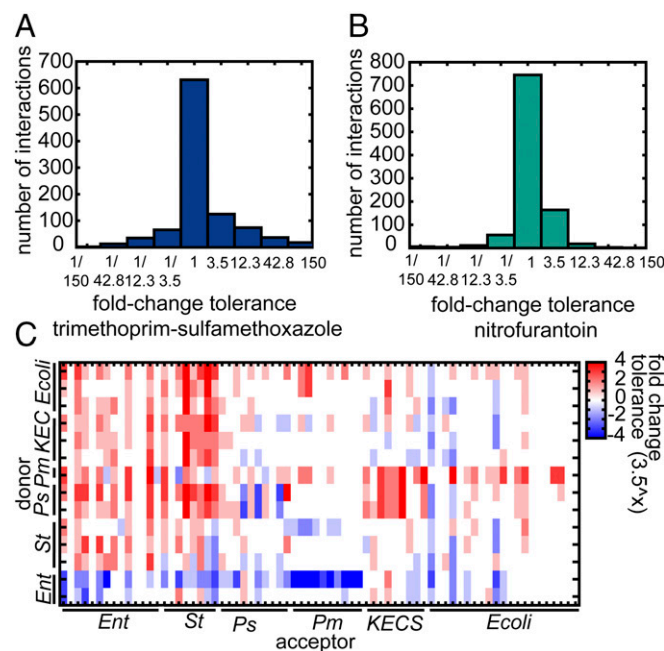 A
number of interactions
700
600
500
400
300
200
100
0
1/ 1/ 1/ 1/ 1 3.5 12.3 42.8 150
150 42.8 12.3 3.5
fold-change tolerance
trimethoprim-sulfamethoxazole
B
number of interactions
800
700
600
500
400
300
200
100
0
1/ 1/ 1/ 1/ 1 3.5 12.3 42.8 150
150 42.8 12.3 3.5
fold-change tolerance
nitrofurantoin
C
donor
Ecoli
KEC
Pm
Ps
St
Ent
Ent St Ps Pm KECS Ecoli
acceptor
4
2
0
-2
-4
fold change
tolerance
(3.5^x)